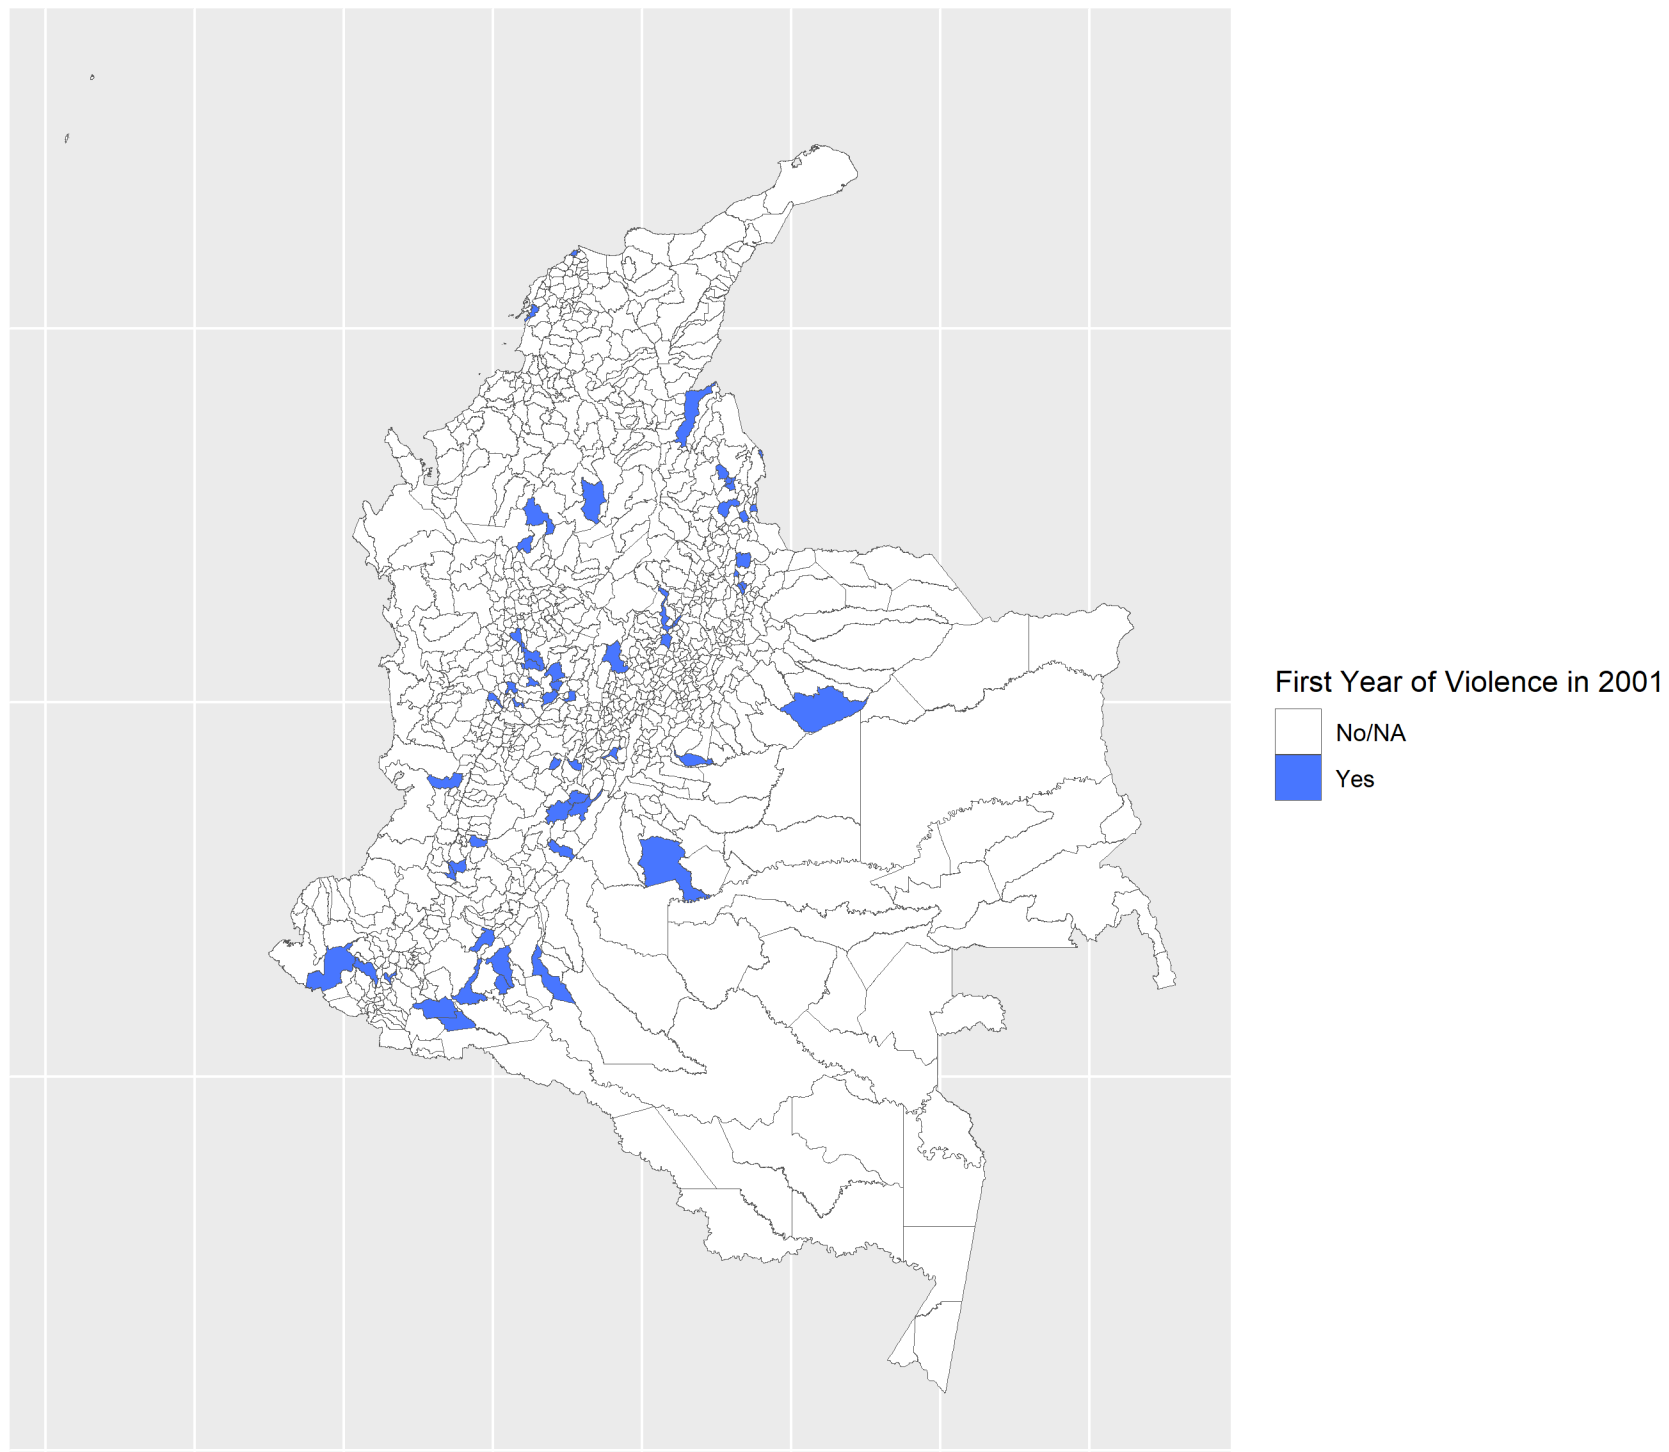 First Year of Violence in 2001
No/NA
Yes